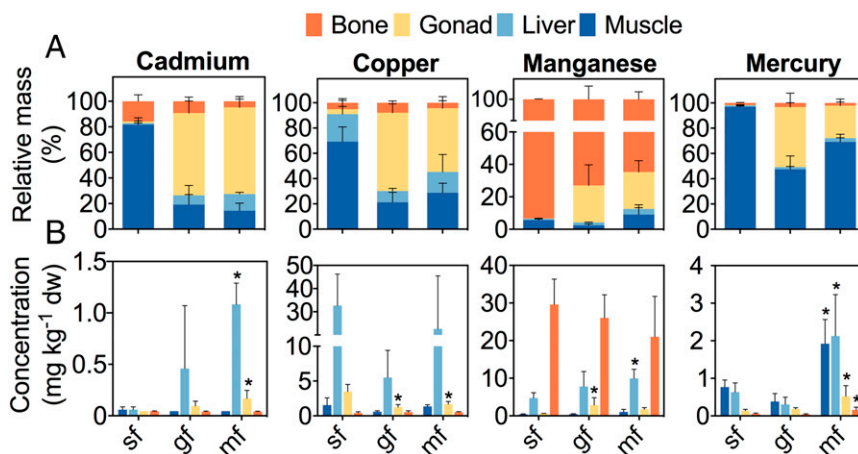 Bone Gonad Liver Muscle
A
Cadmium Copper Manganese Mercury
Relative mass
(%)
100 80 60 40 20 0
100 80 60 40 20 0
100 60 40 20 0
100 80 60 40 20 0
B
Concentration
(mg kg⁻¹ dw)
1.5 1.0 0.5 0
50 40 30 20 10 5 0
40 30 20 10 0
4 3 2 1 0
* *
* *
* *
* * * *
sf gf mf sf gf mf sf gf mf sf gf mf